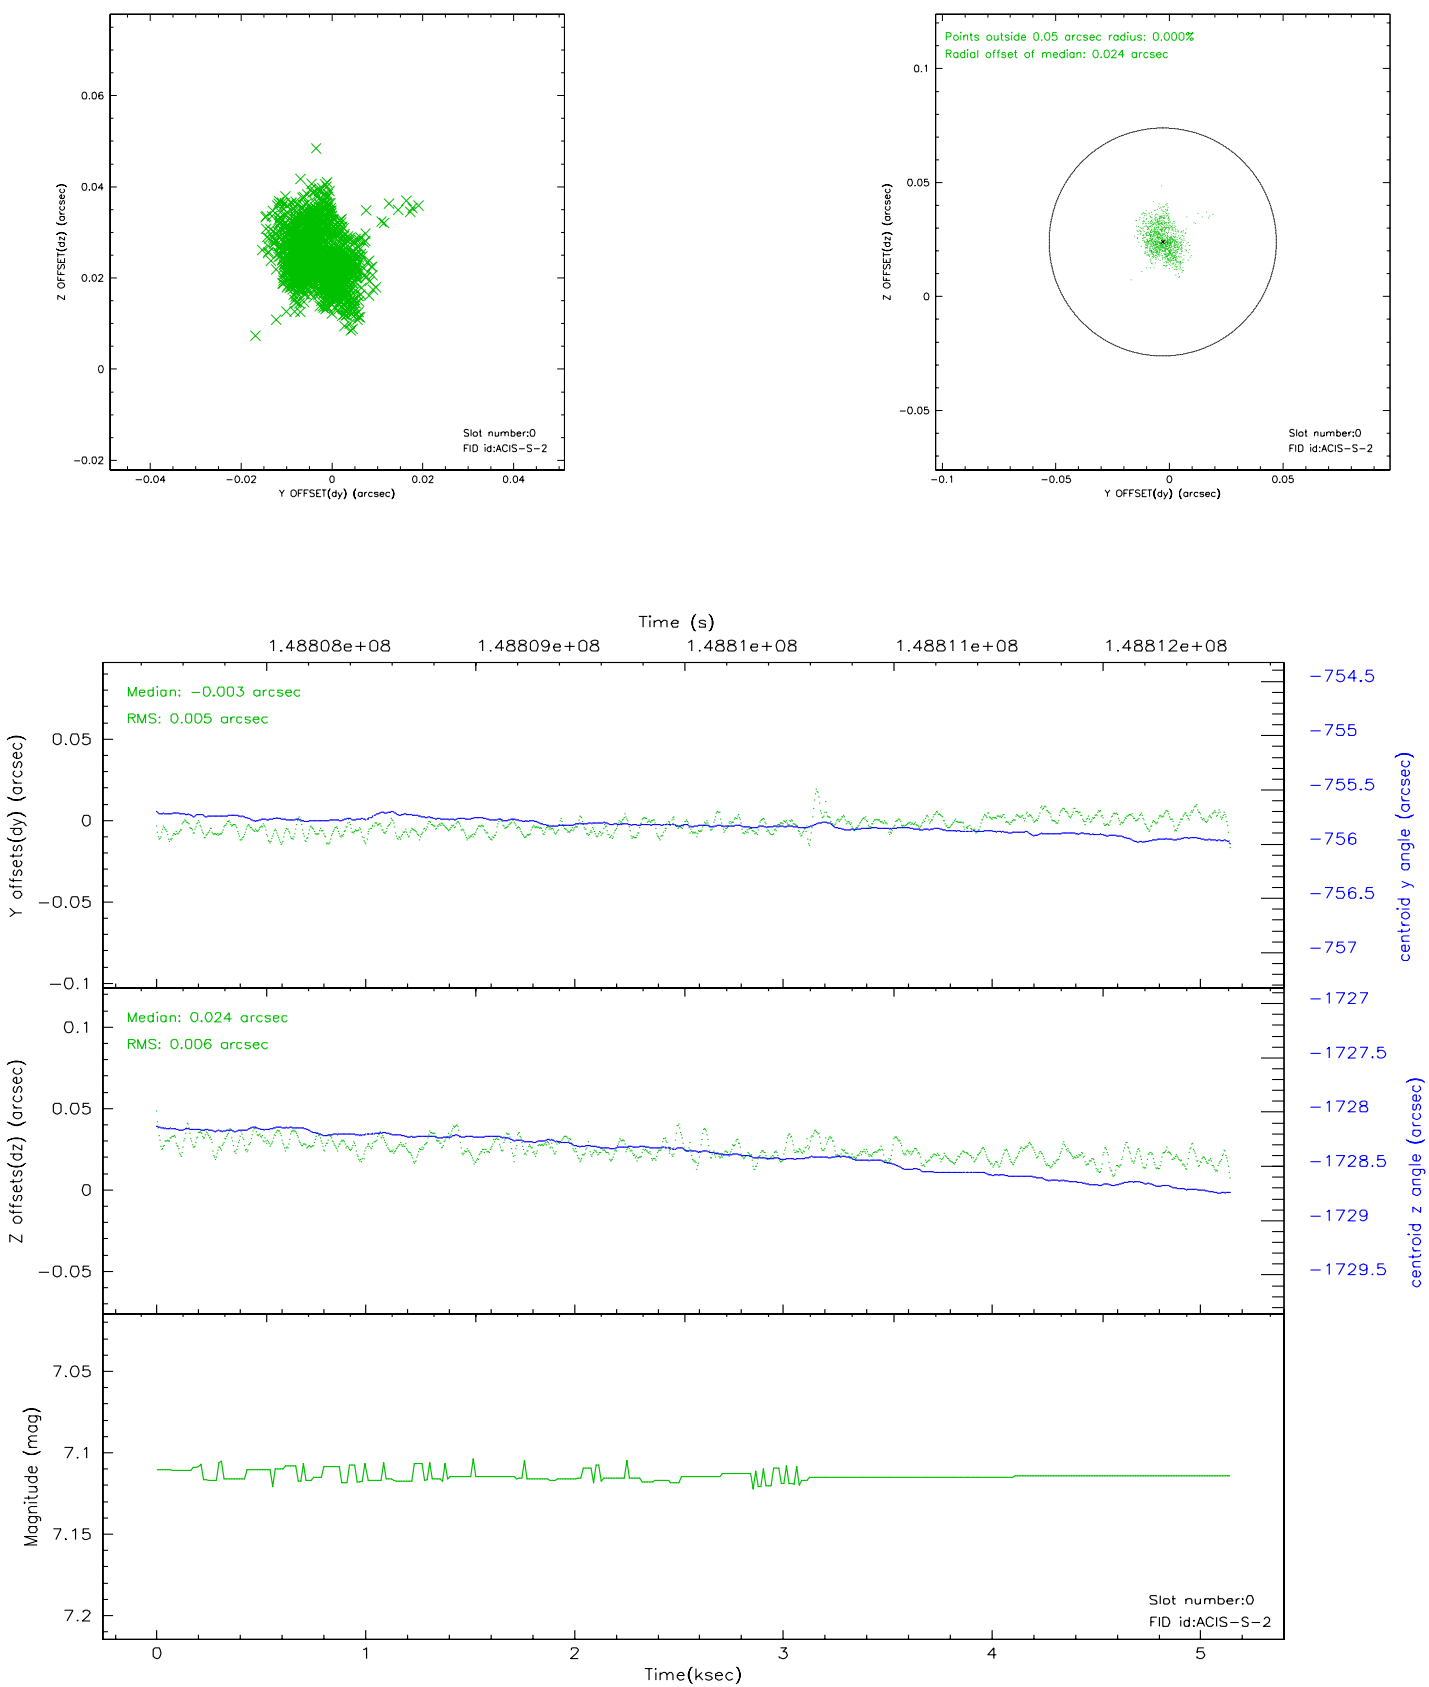 0.06
0.04
0.02
0
-0.02
-0.04
-0.02
0
0.02
0.04
Z OFFSET(dz) (arcsec)
Y OFFSET(dy) (arcsec)
Slot number:0
FID id:ACIS-S-2
Points outside 0.05 arcsec radius: 0.000%
Radial offset of median: 0.024 arcsec
0.1
0.05
0
-0.05
-0.1
-0.05
0
0.05
Z OFFSET(dz) (arcsec)
Y OFFSET(dy) (arcsec)
Slot number:0
FID id:ACIS-S-2
Time (s)
1.48808e+08
1.48809e+08
1.4881e+08
1.48811e+08
1.48812e+08
Median: -0.003 arcsec
RMS: 0.005 arcsec
Y offsets(dy) (arcsec)
0.05
0
-0.05
-0.1
-754.5
-755
-755.5
-756
-756.5
-757
centroid y angle (arcsec)
Median: 0.024 arcsec
RMS: 0.006 arcsec
Z offsets(dz) (arcsec)
0.1
0.05
0
-0.05
-1727
-1727.5
-1728
-1728.5
-1729
-1729.5
centroid z angle (arcsec)
Magnitude (mag)
7.05
7.1
7.15
7.2
Slot number:0
FID id:ACIS-S-2
0
1
2
3
4
5
Time(ksec)